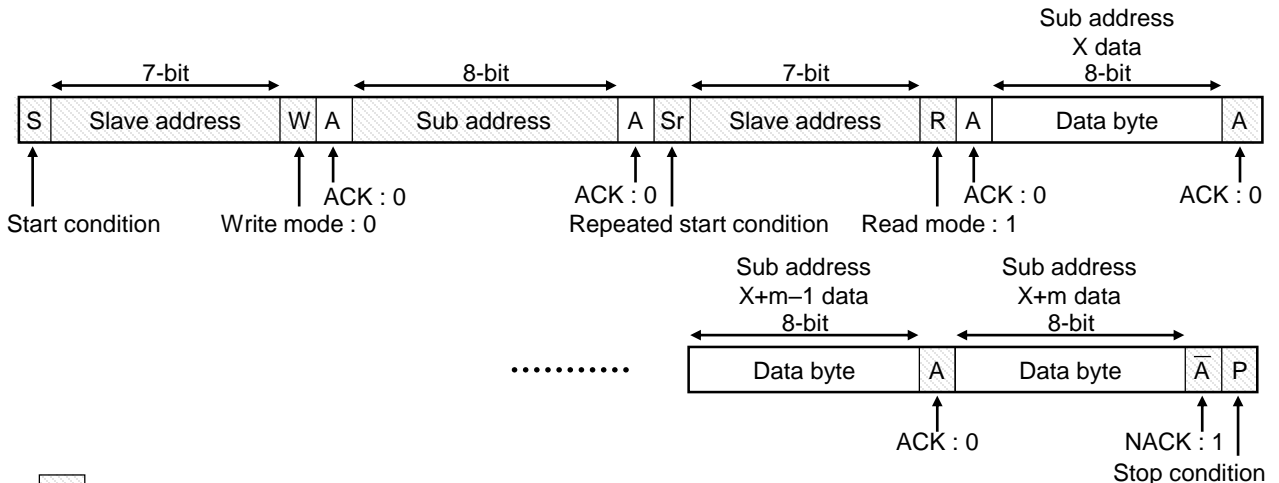 Sub address
X data
7-bit 8-bit 7-bit 8-bit
S Slave address W A Sub address A Sr Slave address R A Data byte A
ACK : 0 ACK : 0 ACK : 0 ACK : 0
Start condition Write mode : 0 Repeated start condition Read mode : 1
Sub address Sub address
X+m–1 data X+m data
8-bit 8-bit
Data byte A Data byte A̅ P
ACK : 0 NACK : 1
Stop condition